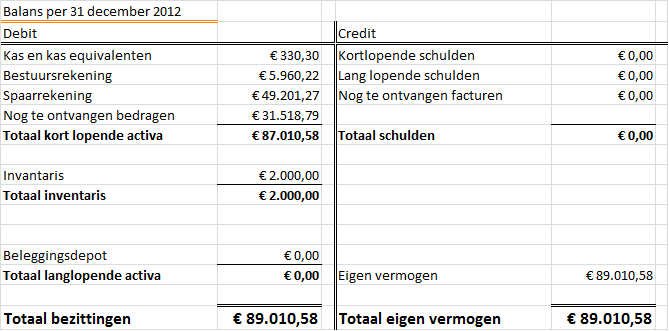 Balans per 31 december 2012
Debit Credit
Kas en kas equivalenten € 330,30 Kortlopende schulden € 0,00
Bestuursrekening € 5.960,22 Lang lopende schulden € 0,00
Spaarrekening € 49.201,27 Nog te ontvangen facturen € 0,00
Nog te ontvangen bedragen € 31.518,79
Totaal kort lopende activa € 87.010,58 Totaal schulden € 0,00
Invantaris € 2.000,00
Totaal inventaris € 2.000,00
Beleggingsdepot € 0,00
Totaal langlopende activa € 0,00 Eigen vermogen € 89.010,58
Totaal bezittingen € 89.010,58 Totaal eigen vermogen € 89.010,58